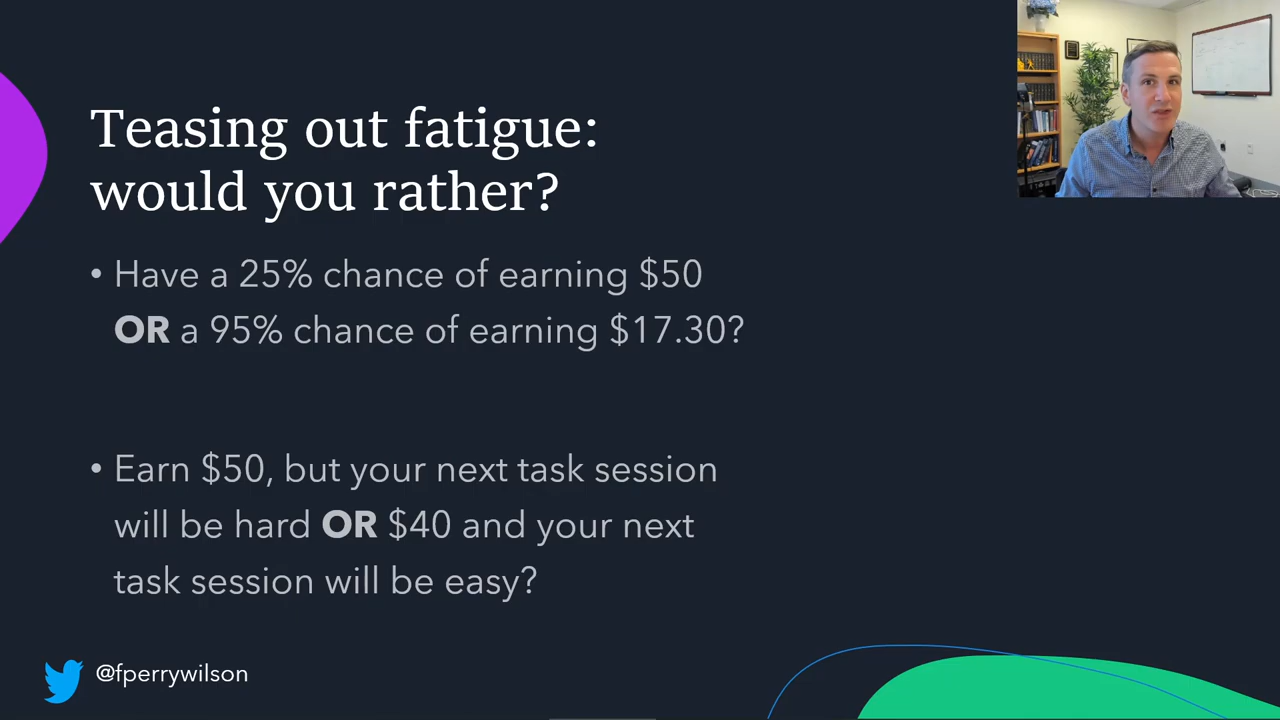 Teasing out fatigue:
would you rather?
• Have a 25% chance of earning $50
OR a 95% chance of earning $17.30?
• Earn $50, but your next task session
will be hard OR $40 and your next
task session will be easy?
@fperrywilson